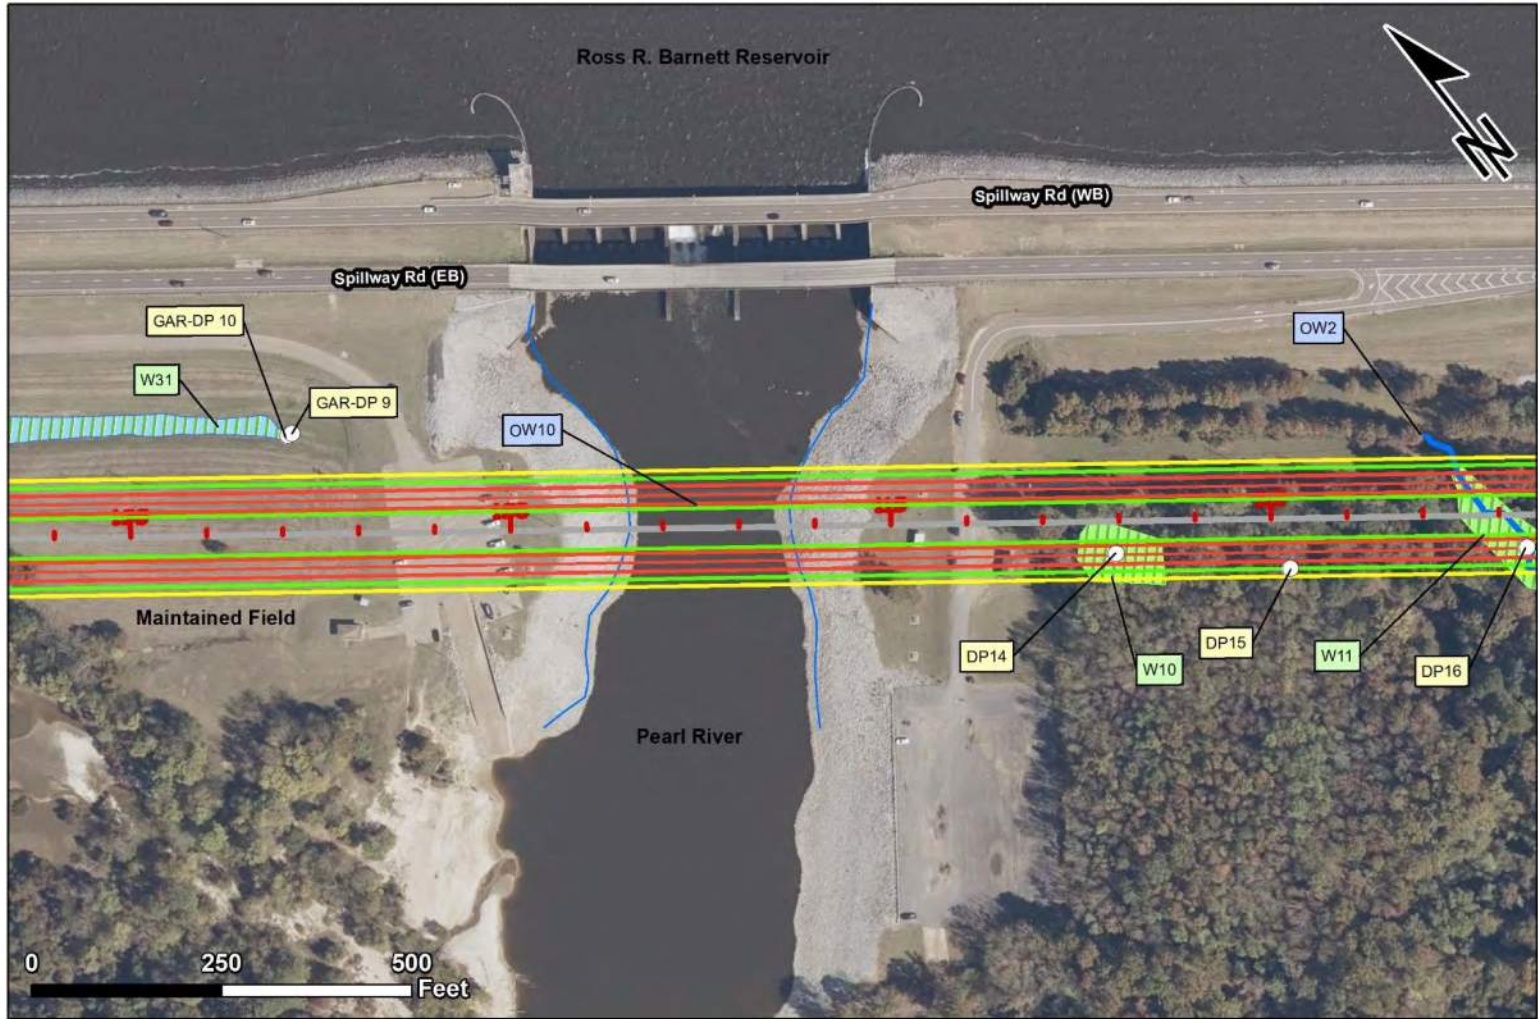 Ross R. Barnett Reservoir
N
Spillway Rd (WB)
Spillway Rd (EB)
GAR-DP 10
OW2
W31
GAR-DP 9
OW10
Maintained Field
DP14
W10
DP15
W11
DP16
Pearl River
0 250 500
Feet